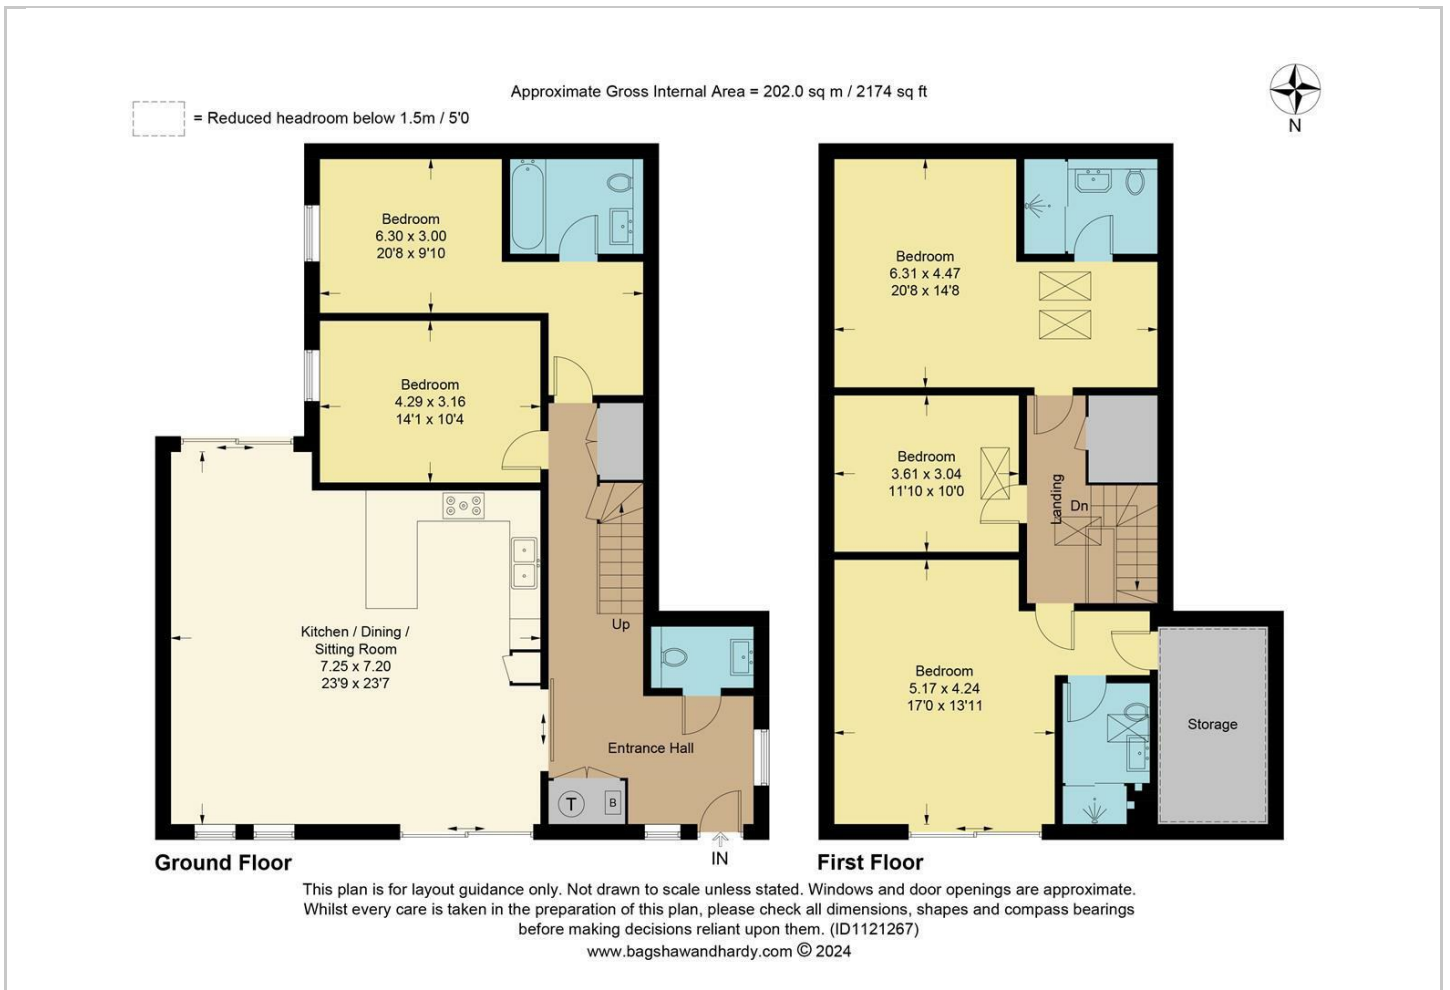 Approximate Gross Internal Area = 202.0 sq m / 2174 sq ft
= Reduced headroom below 1.5m / 5'0
N
Bedroom
6.30 x 3.00
20'8 x 9'10
Bedroom
4.29 x 3.16
14'1 x 10'4
Kitchen / Dining /
Sitting Room
7.25 x 7.20
23'9 x 23'7
Up
Entrance Hall
T
B
IN
Ground Floor
Bedroom
6.31 x 4.47
20'8 x 14'8
Bedroom
3.61 x 3.04
11'10 x 10'0
Landing
Dn
Bedroom
5.17 x 4.24
17'0 x 13'11
Storage
First Floor
This plan is for layout guidance only. Not drawn to scale unless stated. Windows and door openings are approximate.
Whilst every care is taken in the preparation of this plan, please check all dimensions, shapes and compass bearings
before making decisions reliant upon them. (ID1121267)
www.bagshawandhardy.com © 2024